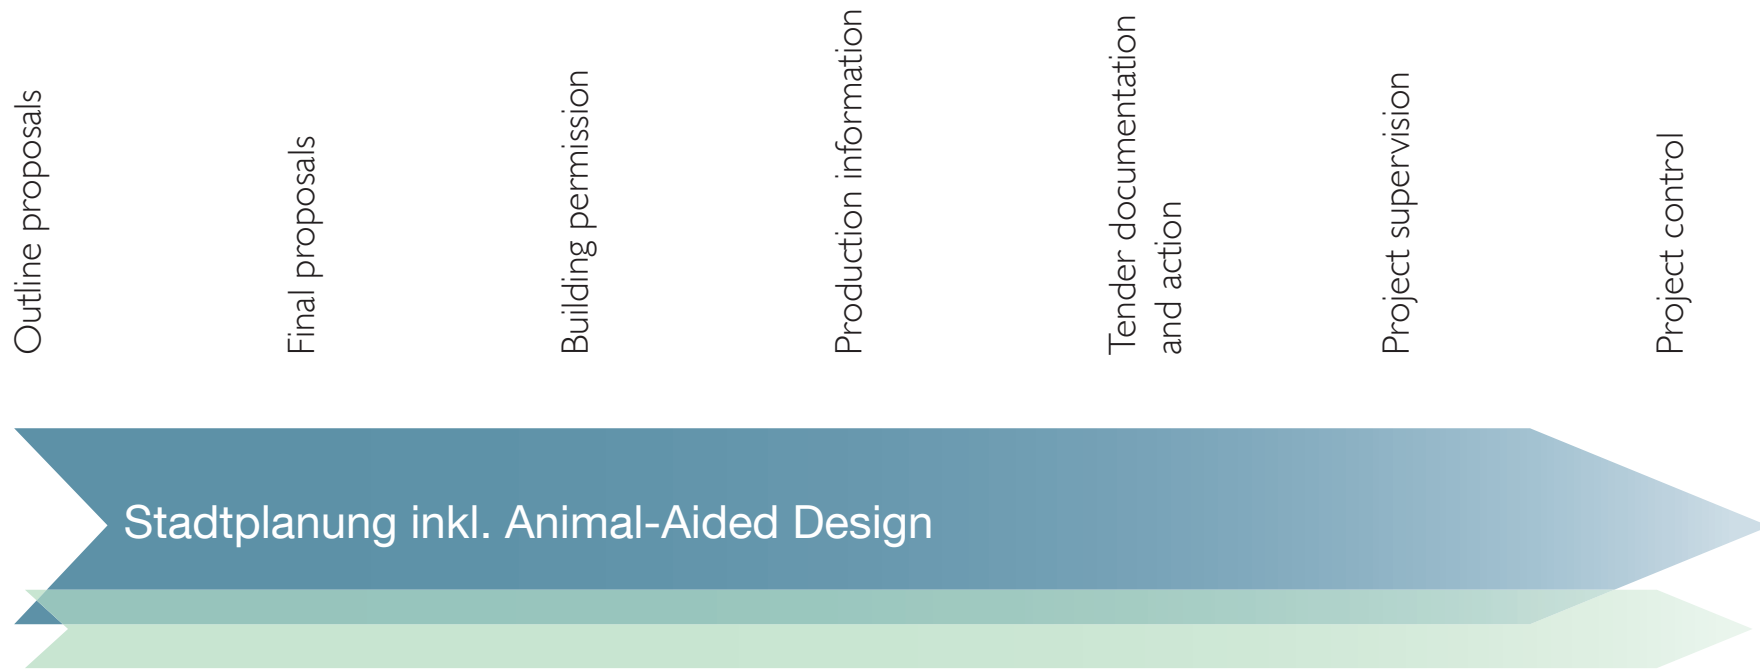 Outline proposals
Final proposals
Building permission
Production information
Tender documentation
and action
Project supervision
Project control
Stadtplanung inkl. Animal-Aided Design